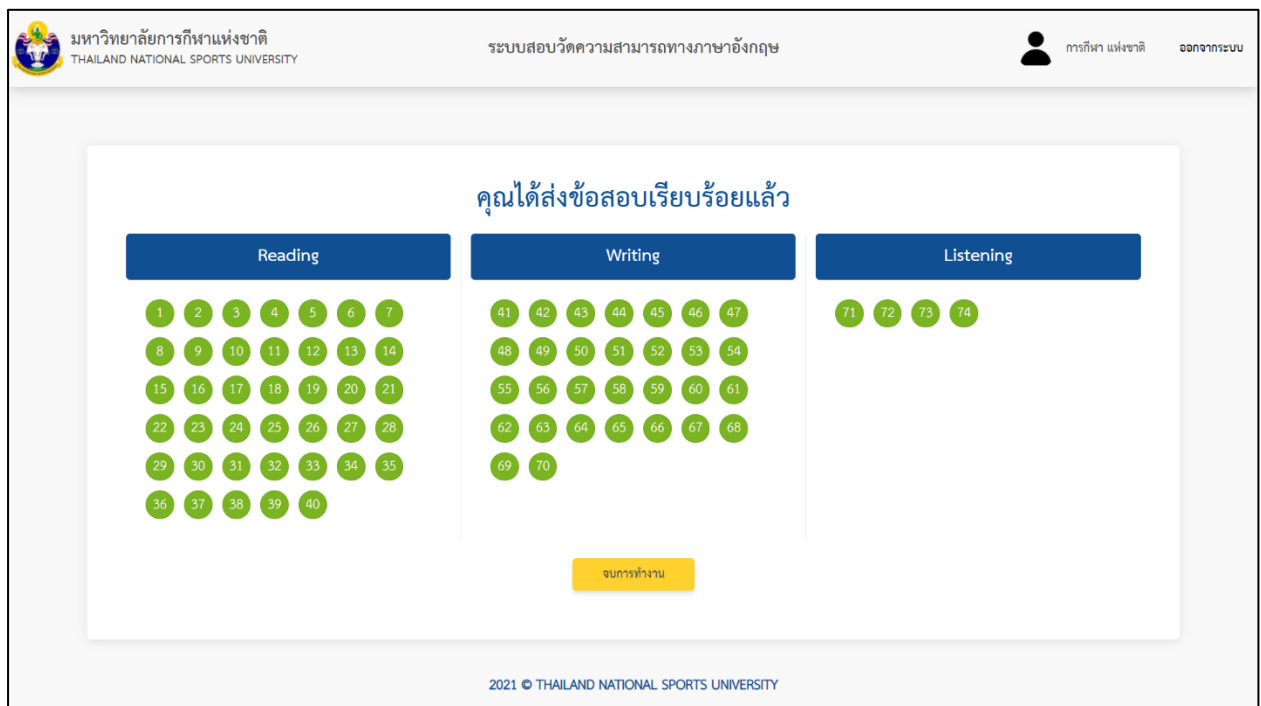 มหาวิทยาลัยการกีฬาแห่งชาติ
THAILAND NATIONAL SPORTS UNIVERSITY
ระบบสอบวัดความสามารถทางภาษาอังกฤษ
การกีฬา แห่งชาติ
ออกจากระบบ
คุณได้ส่งข้อสอบเรียบร้อยแล้ว
Reading
1 2 3 4 5 6 7
8 9 10 11 12 13 14
15 16 17 18 19 20 21
22 23 24 25 26 27 28
29 30 31 32 33 34 35
36 37 38 39 40
Writing
41 42 43 44 45 46 47
48 49 50 51 52 53 54
55 56 57 58 59 60 61
62 63 64 65 66 67 68
69 70
Listening
71 72 73 74
จบการทำงาน
2021 © THAILAND NATIONAL SPORTS UNIVERSITY